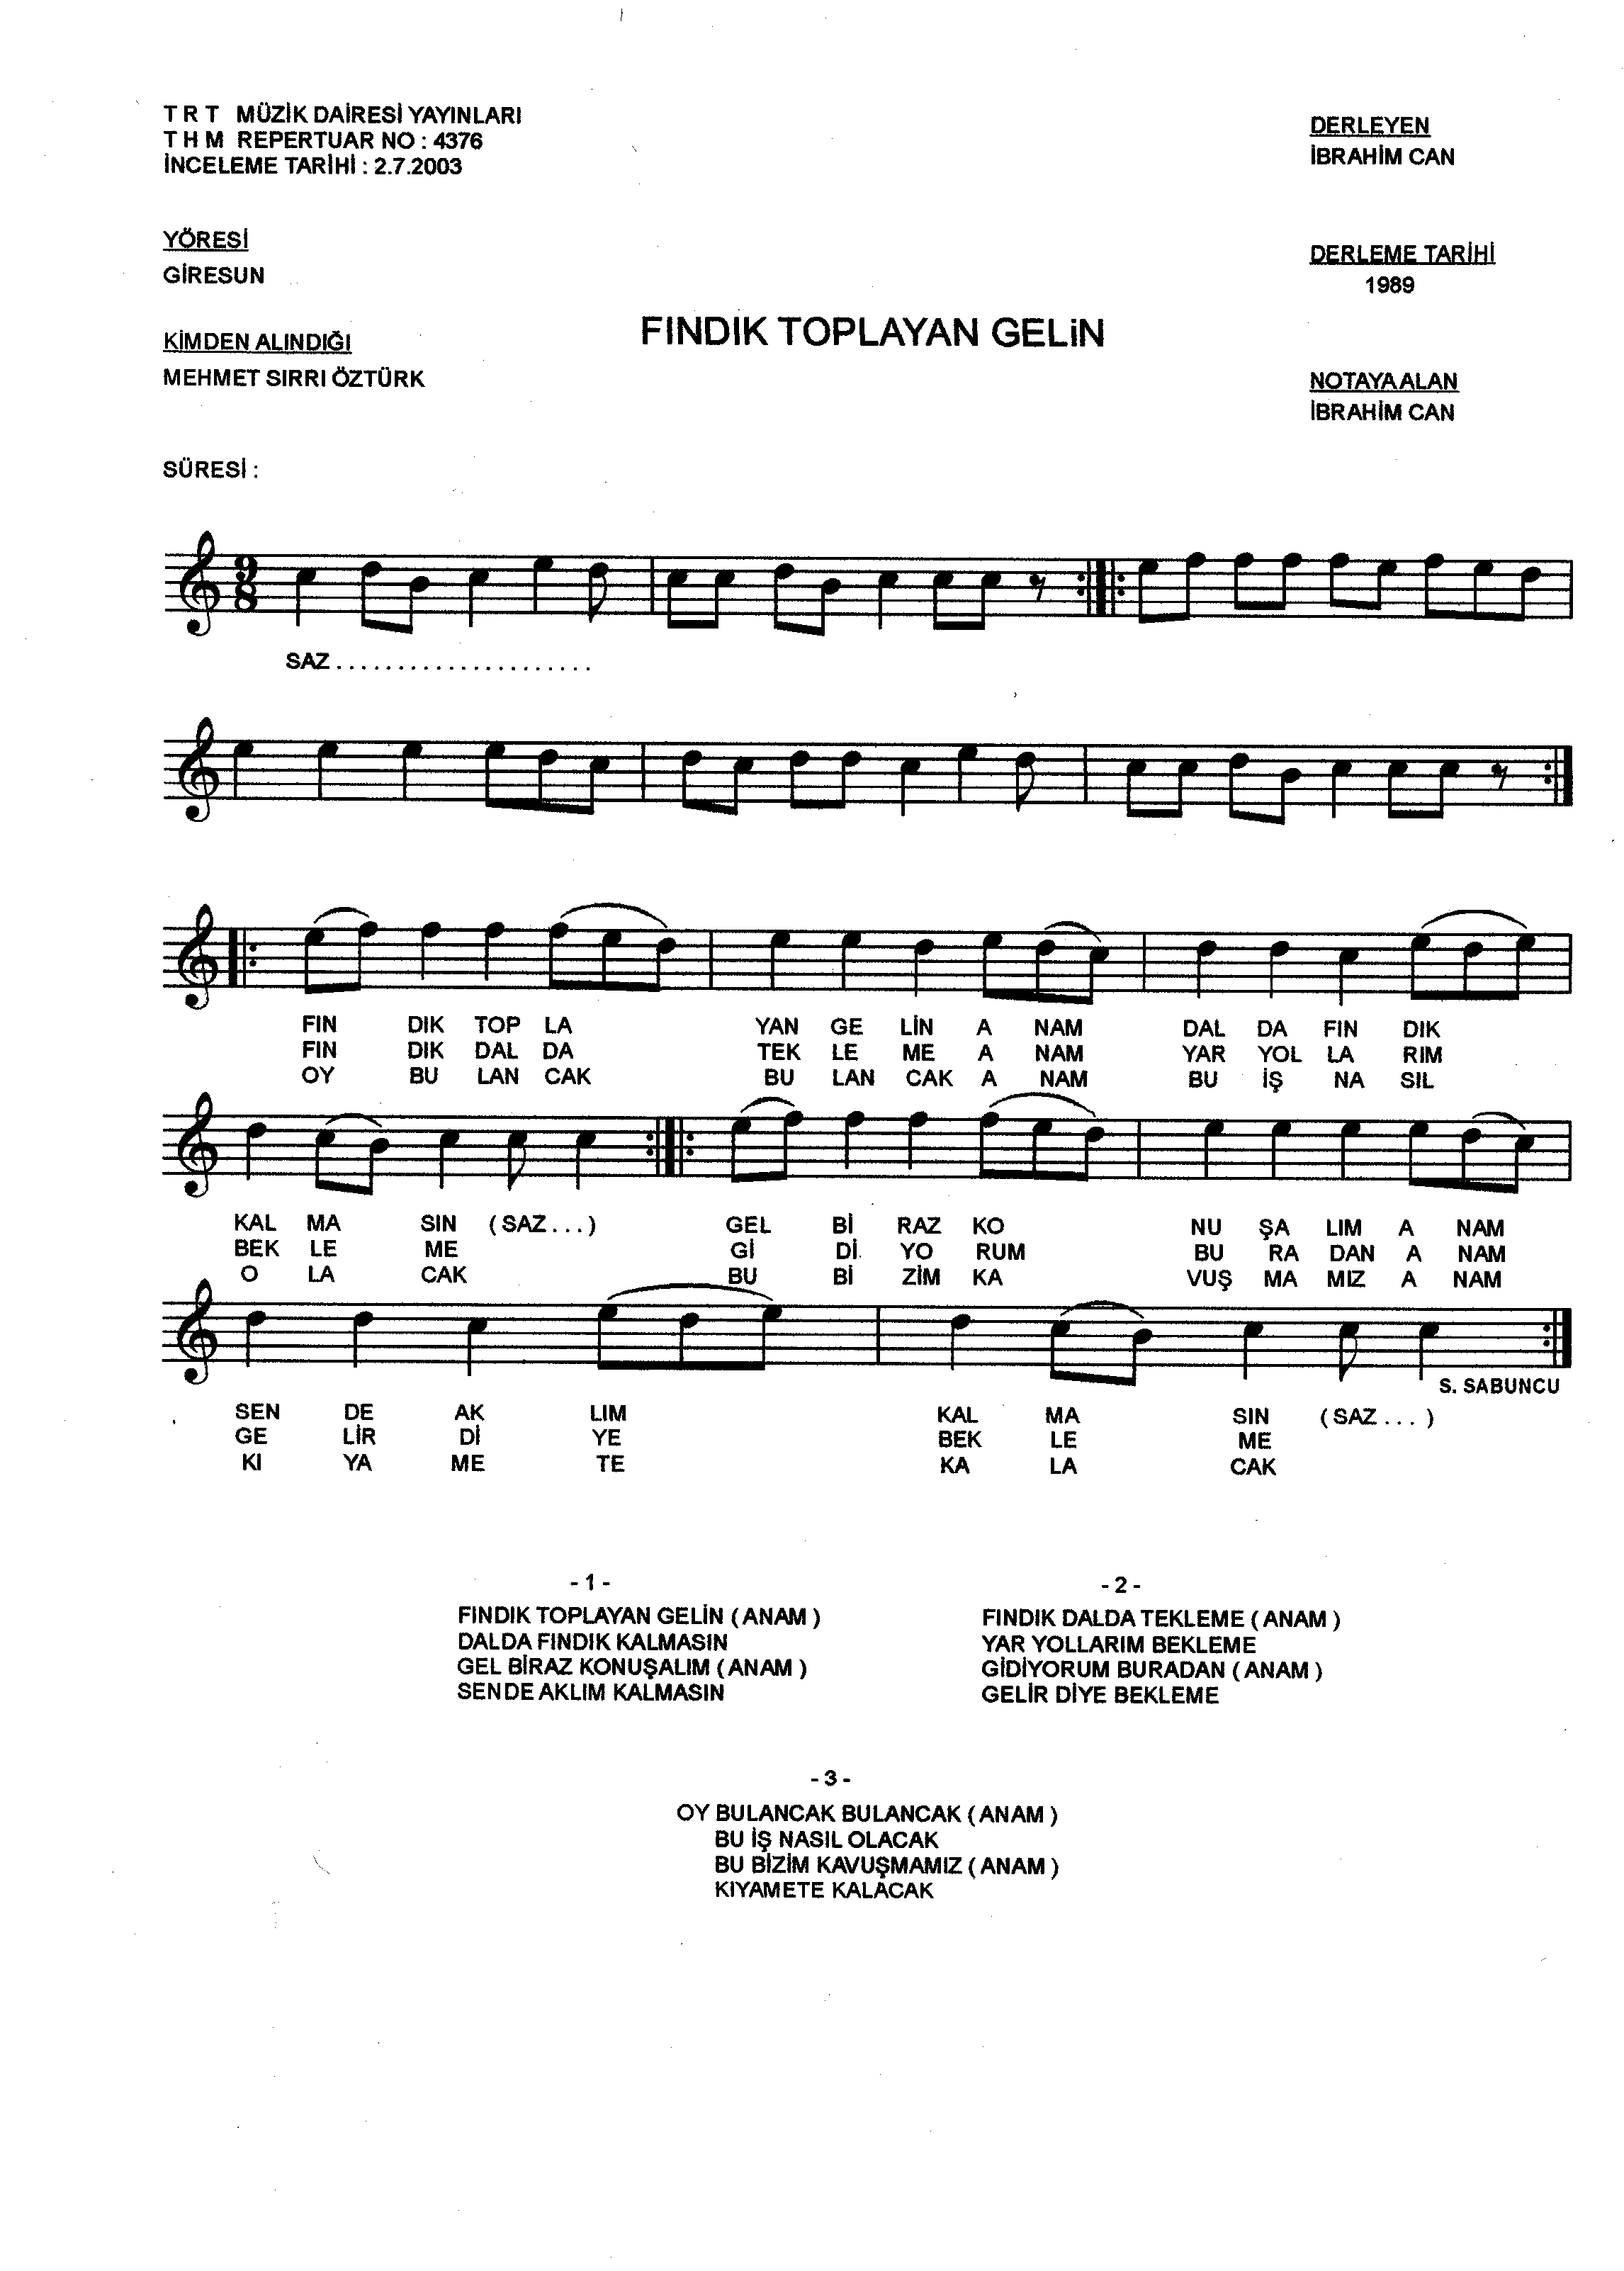 T R T MÜZİK DAİRESİ YAYINLARI
T H M REPERTUAR NO : 4376
İNCELEME TARİHİ : 2.7.2003
DERLEYEN
İBRAHİM CAN
YÖRESİ
GİRESUN
DERLEME TARİHİ
1989
KİMDEN ALINDIĞI
MEHMET SIRRI ÖZTÜRK
FINDIK TOPLAYAN GELiN
NOTAYA ALAN
İBRAHİM CAN
SÜRESİ :
9
8
SAZ . . . . . . . . . . . . . . . . . . . . .
FIN DIK TOP LA YAN GE LİN A NAM DAL DA FIN DIK
FIN DIK DAL DA TEK LE ME A NAM YAR YOL LA RIM
OY BU LAN CAK BU LAN CAK A NAM BU İŞ NA SIL
KAL MA SIN ( SAZ . . . ) GEL Bİ RAZ KO NU ŞA LIM A NAM
BEK LE ME Gİ Dİ YO RUM BU RA DAN A NAM
O LA CAK BU Bİ ZİM KA VUŞ MA MIZ A NAM
S. SABUNCU
SEN DE AK LIM KAL MA SIN ( SAZ . . . )
GE LİR Dİ YE BEK LE ME
KI YA ME TE KA LA CAK
- 1 -
FINDIK TOPLAYAN GELİN ( ANAM )
DALDA FINDIK KALMASIN
GEL BİRAZ KONUŞALIM ( ANAM )
SENDE AKLIM KALMASIN
- 2 -
FINDIK DALDA TEKLEME ( ANAM )
YAR YOLLARIM BEKLEME
GİDİYORUM BURADAN ( ANAM )
GELİR DİYE BEKLEME
- 3 -
OY BULANCAK BULANCAK ( ANAM )
BU İŞ NASIL OLACAK
BU BİZİM KAVUŞMAMIZ ( ANAM )
KIYAMETE KALACAK